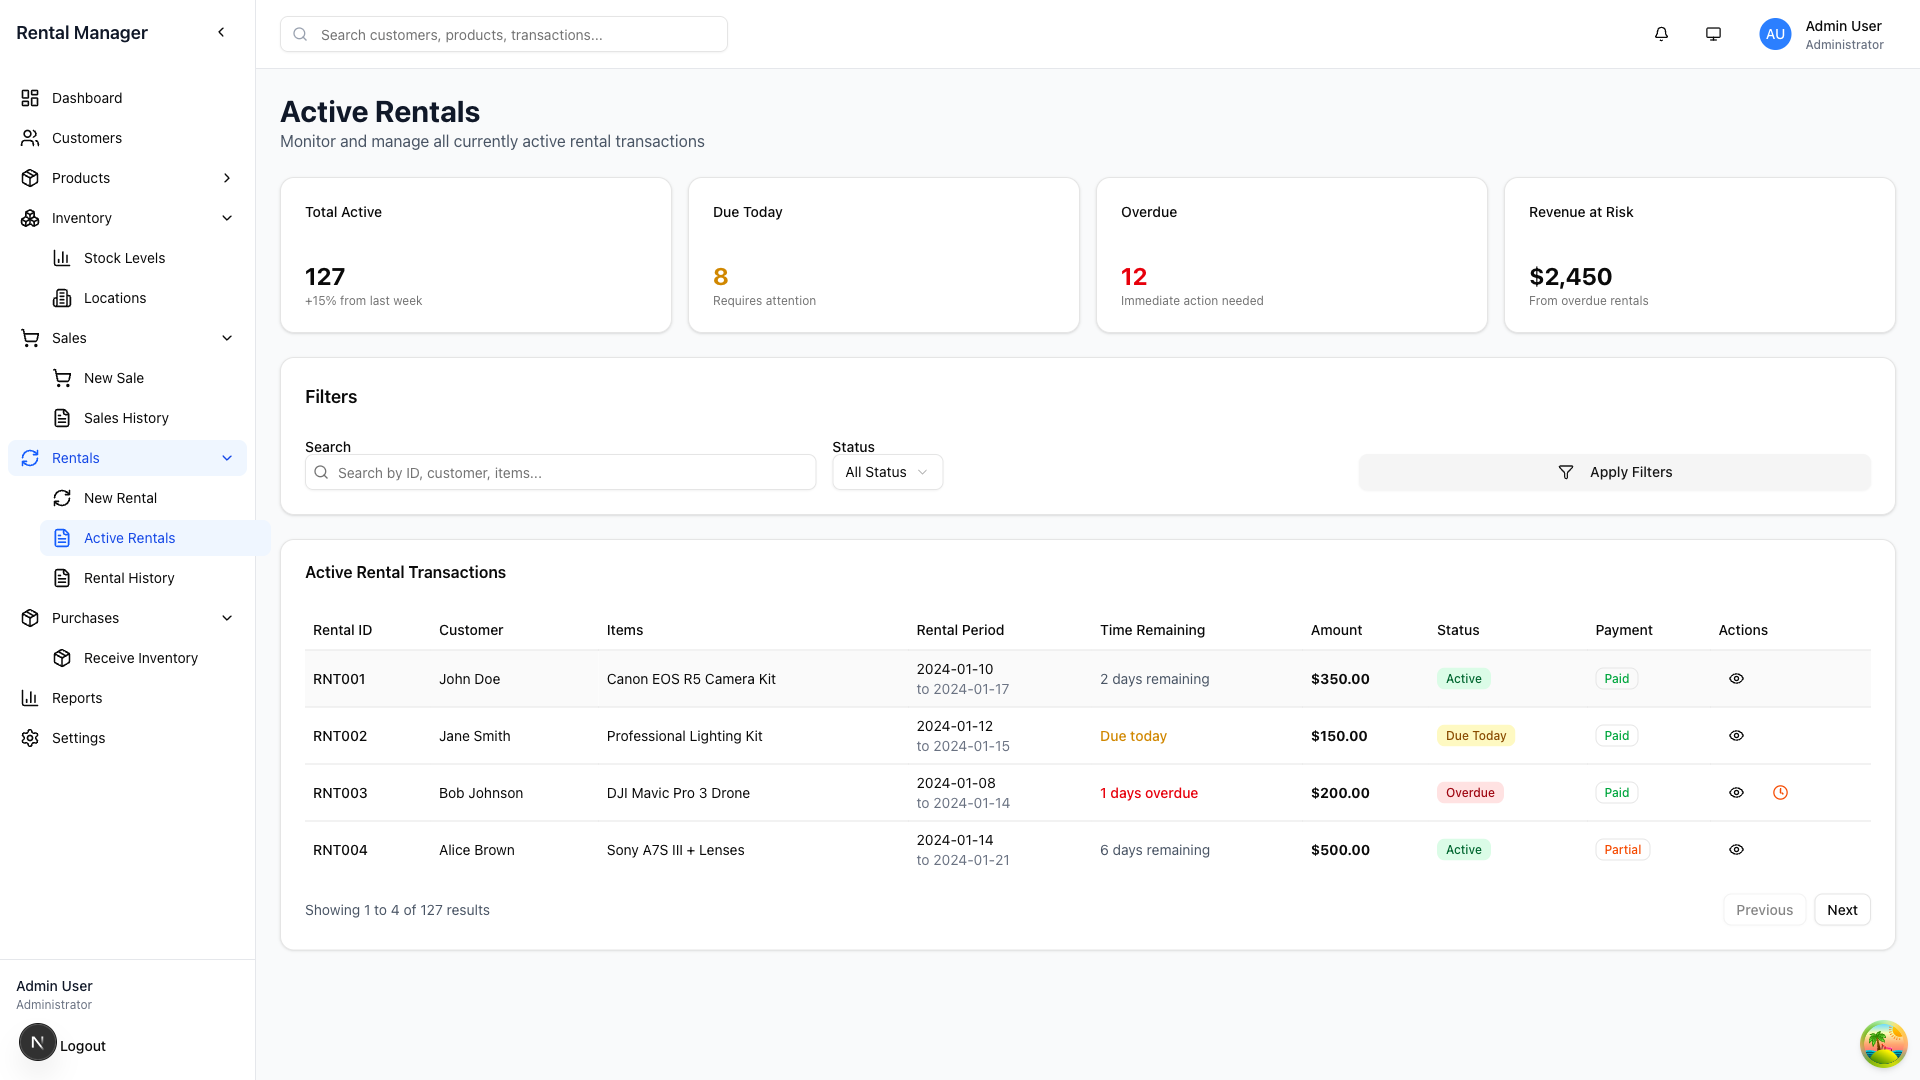 Rental Manager
Dashboard
Customers
Products
Inventory
Stock Levels
Locations
Sales
New Sale
Sales History
Rentals
New Rental
Active Rentals
Rental History
Purchases
Receive Inventory
Reports
Settings
Admin User
Administrator
N
Logout
Search customers, products, transactions...
AU
Admin User
Administrator
Active Rentals
Monitor and manage all currently active rental transactions
Total Active
127
+15% from last week
Due Today
8
Requires attention
Overdue
12
Immediate action needed
Revenue at Risk
$2,450
From overdue rentals
Filters
Search
Search by ID, customer, items...
Status
All Status
Apply Filters
Active Rental Transactions
Rental ID Customer Items Rental Period Time Remaining Amount Status Payment Actions
RNT001 John Doe Canon EOS R5 Camera Kit 2024-01-10 2 days remaining $350.00 Active Paid
to 2024-01-17
RNT002 Jane Smith Professional Lighting Kit 2024-01-12 Due today $150.00 Due Today Paid
to 2024-01-15
RNT003 Bob Johnson DJI Mavic Pro 3 Drone 2024-01-08 1 days overdue $200.00 Overdue Paid
to 2024-01-14
RNT004 Alice Brown Sony A7S III + Lenses 2024-01-14 6 days remaining $500.00 Active Partial
to 2024-01-21
Showing 1 to 4 of 127 results
Previous Next